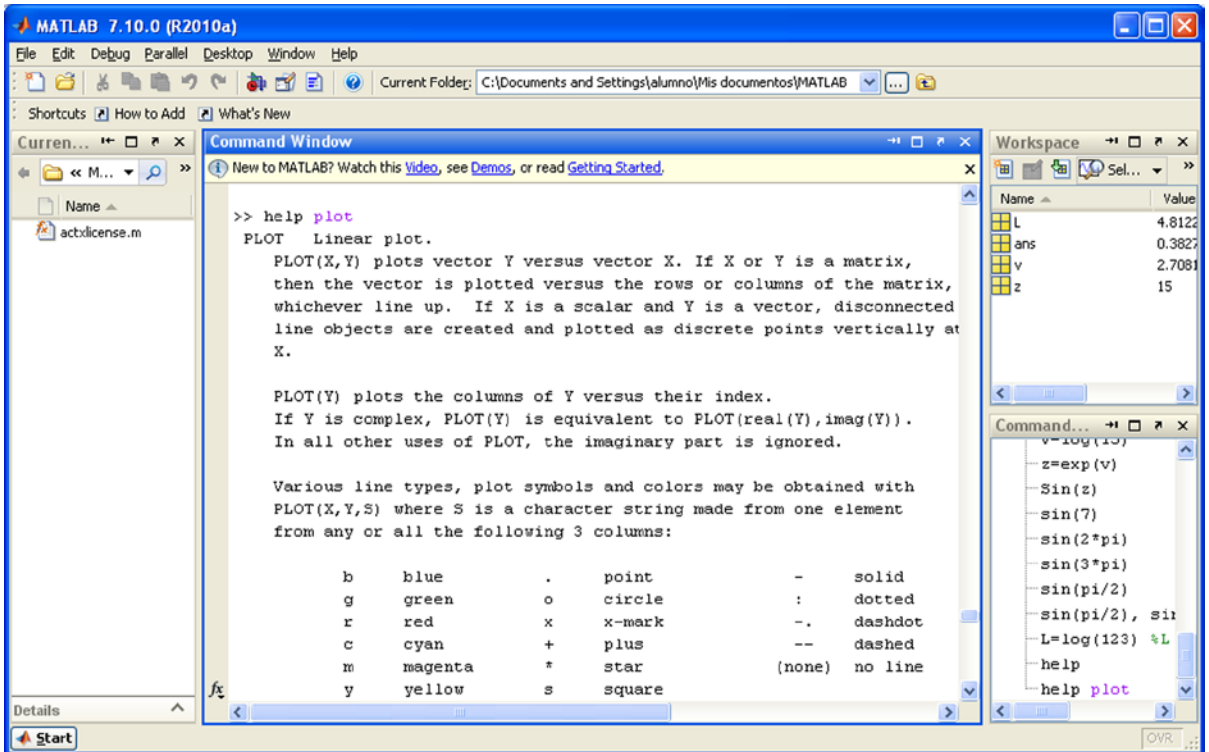 MATLAB 7.10.0 (R2010a)
File Edit Debug Parallel Desktop Window Help
Current Folder: C:\Documents and Settings\alumno\Mis documentos\MATLAB
Shortcuts How to Add What's New
Curren...
« M...
Name
actxlicense.m
Details
Command Window
New to MATLAB? Watch this Video, see Demos, or read Getting Started.
>> help plot
PLOT Linear plot.
PLOT(X,Y) plots vector Y versus vector X. If X or Y is a matrix,
then the vector is plotted versus the rows or columns of the matrix,
whichever line up. If X is a scalar and Y is a vector, disconnected
line objects are created and plotted as discrete points vertically at
X.
PLOT(Y) plots the columns of Y versus their index.
If Y is complex, PLOT(Y) is equivalent to PLOT(real(Y),imag(Y)).
In all other uses of PLOT, the imaginary part is ignored.
Various line types, plot symbols and colors may be obtained with
PLOT(X,Y,S) where S is a character string made from one element
from any or all the following 3 columns:
b blue . point - solid
g green o circle : dotted
r red x x-mark -. dashdot
c cyan + plus -- dashed
m magenta * star (none) no line
y yellow s square
fx
Workspace
Sel...
Name Value
L 4.8122
ans 0.3827
v 2.7081
z 15
Command...
v=log(15)
z=exp(v)
Sin(z)
sin(7)
sin(2*pi)
sin(3*pi)
sin(pi/2)
sin(pi/2), sin
L=log(123) %L
help
help plot
Start
OVR